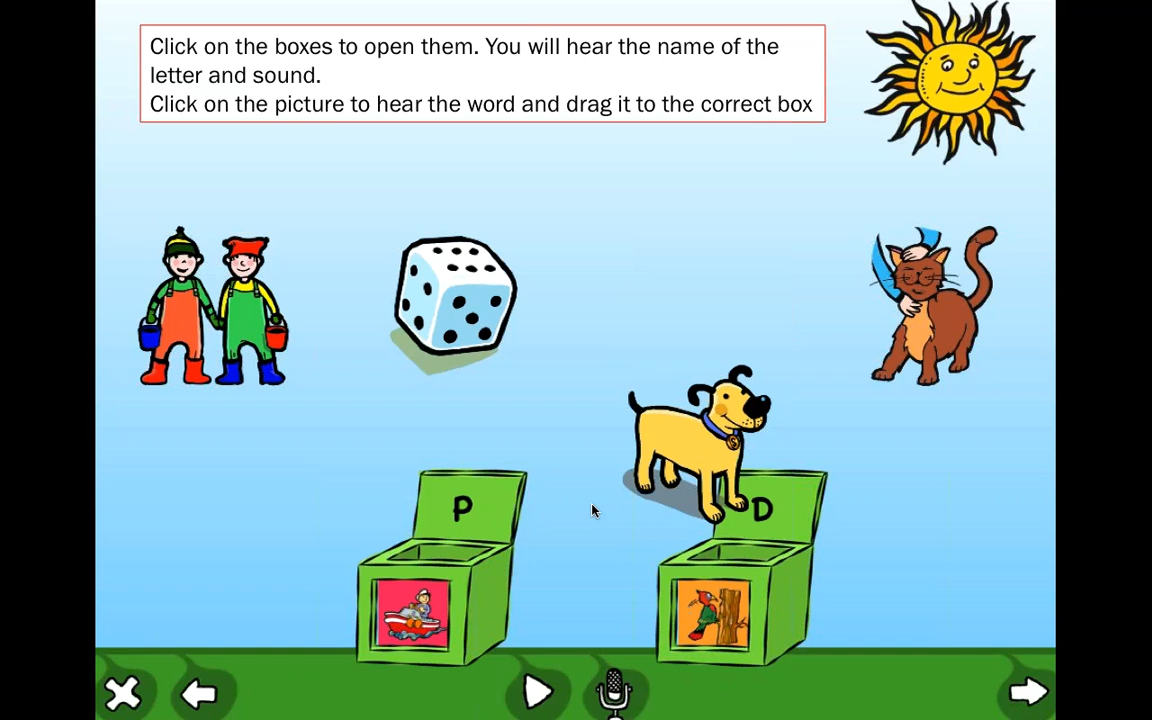 Click on the boxes to open them. You will hear the name of the
letter and sound.
Click on the picture to hear the word and drag it to the correct box
P
D